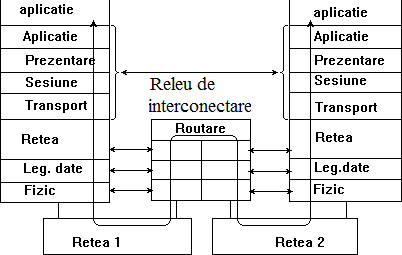 aplicatie
Aplicatie
Prezentare
Sesiune
Transport
Retea
Leg. date
Fizic
Releu de
interconectare
Routare
aplicatie
Aplicatie
Prezentare
Sesiune
Transport
Retea
Leg.date
Fizic
Retea 1
Retea 2